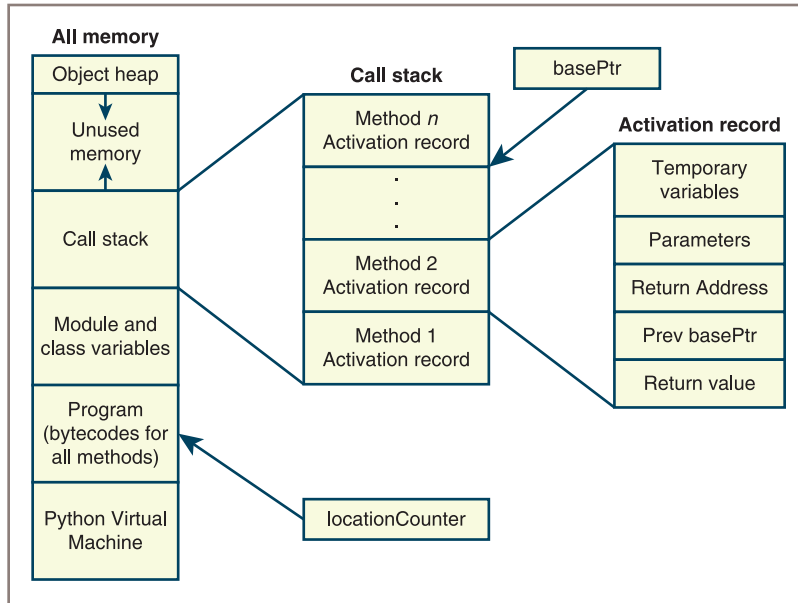 All memory
Object heap
Unused
memory
Call stack
Module and
class variables
Program
(bytecodes for
all methods)
Python Virtual
Machine
Call stack
Method n
Activation record
.
.
.
Method 2
Activation record
Method 1
Activation record
basePtr
locationCounter
Activation record
Temporary
variables
Parameters
Return Address
Prev basePtr
Return value